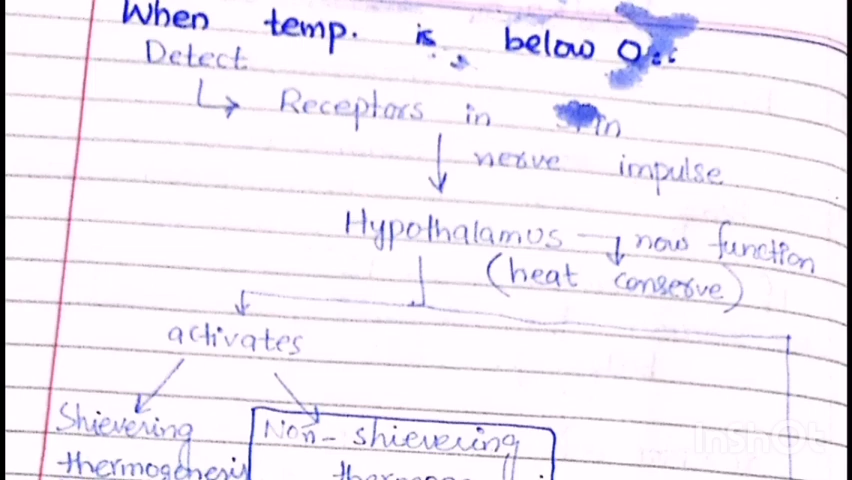 When temp. is below
Detect
Receptors in
nerve impulse
Hypothalamus → now function
(heat conserve)
activates
Shievering Non-shievering
thermogenesis
InShOt